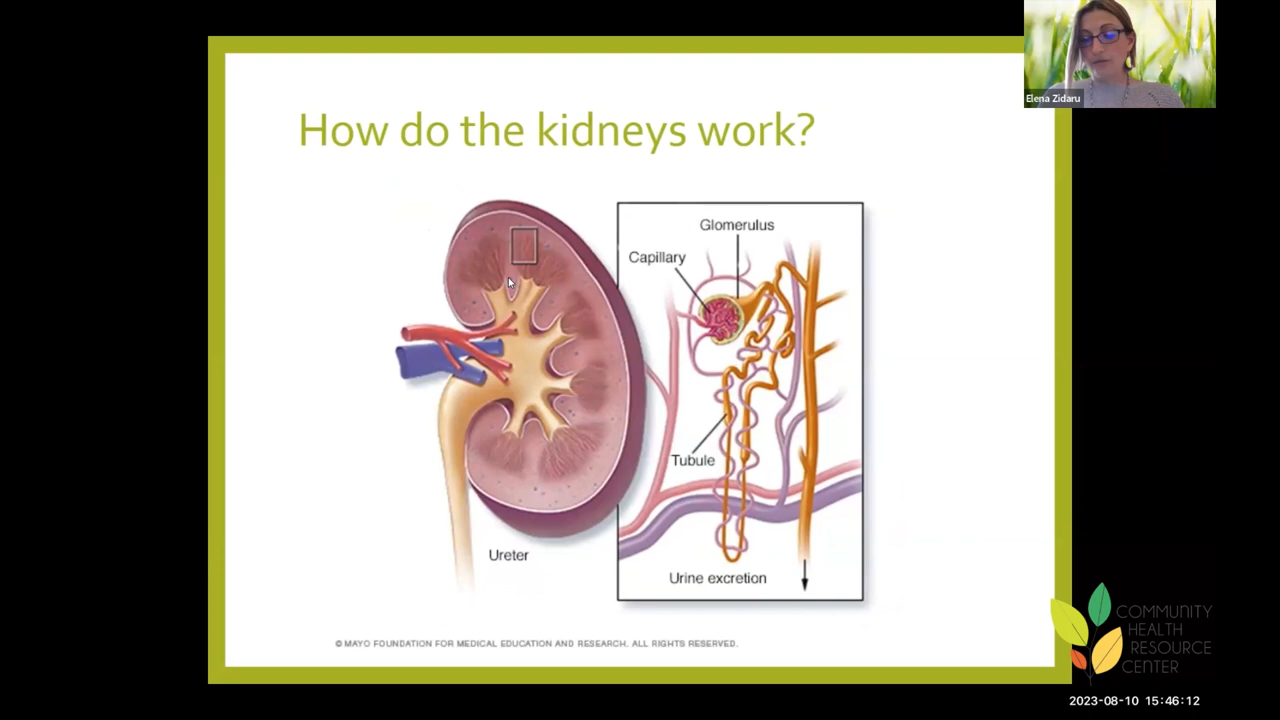 Elena Zidaru
How do the kidneys work?
Glomerulus
Capillary
Tubule
Ureter
Urine excretion
© MAYO FOUNDATION FOR MEDICAL EDUCATION AND RESEARCH. ALL RIGHTS RESERVED.
COMMUNITY
HEALTH
RESOURCE
CENTER
2023-08-10 15:46:12